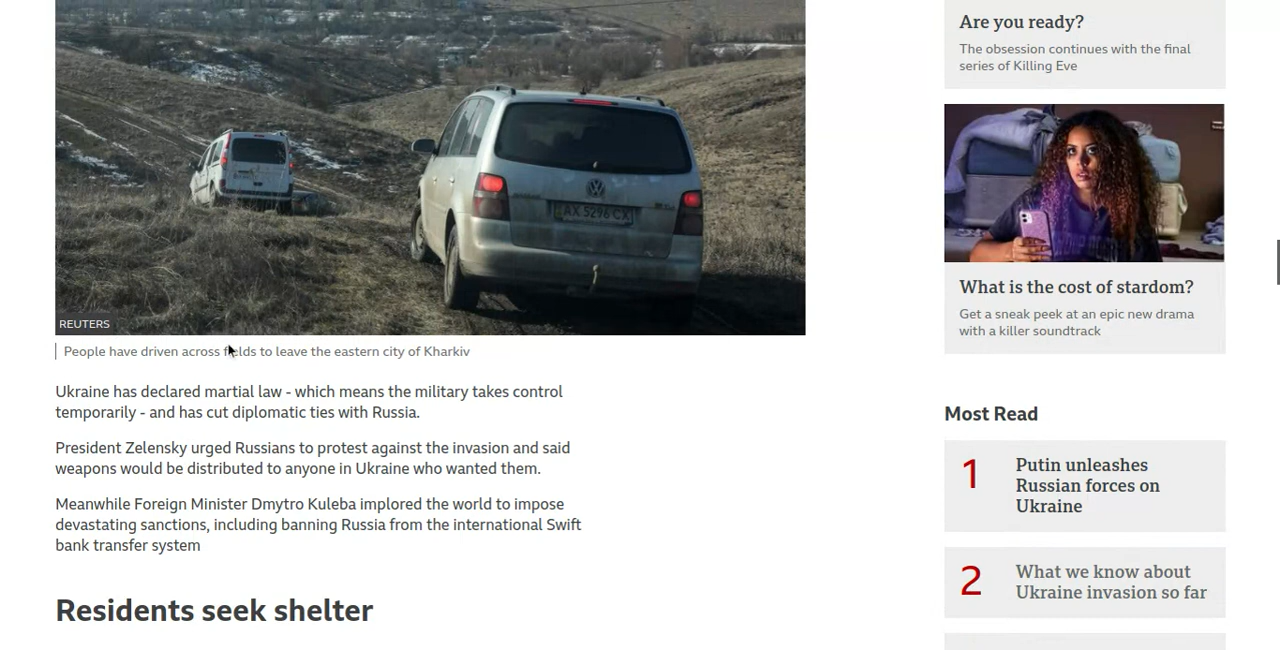 Are you ready?
The obsession continues with the final
series of Killing Eve
AX 5296 CX
REUTERS
People have driven across fields to leave the eastern city of Kharkiv
Ukraine has declared martial law - which means the military takes control
temporarily - and has cut diplomatic ties with Russia.
President Zelensky urged Russians to protest against the invasion and said
weapons would be distributed to anyone in Ukraine who wanted them.
Meanwhile Foreign Minister Dmytro Kuleba implored the world to impose
devastating sanctions, including banning Russia from the international Swift
bank transfer system
Residents seek shelter
What is the cost of stardom?
Get a sneak peek at an epic new drama
with a killer soundtrack
Most Read
1
Putin unleashes
Russian forces on
Ukraine
2
What we know about
Ukraine invasion so far